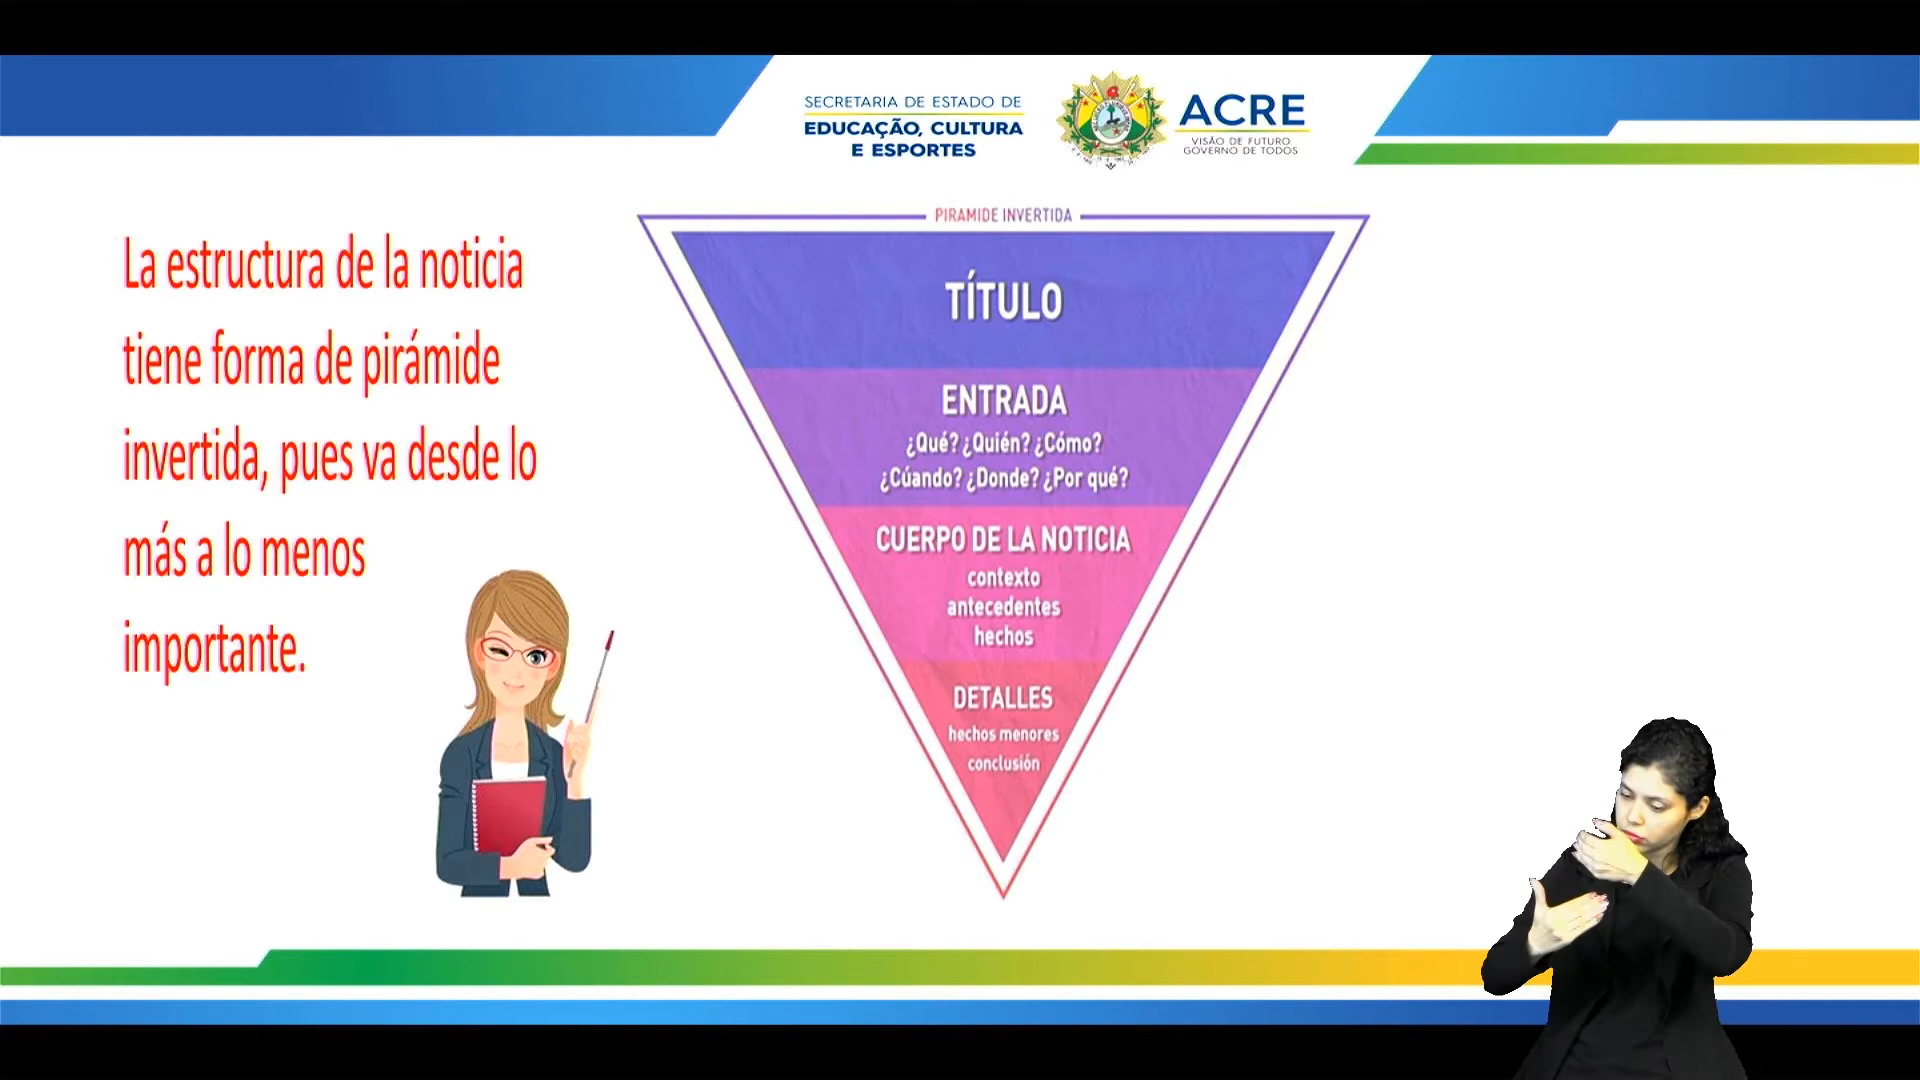 SECRETARIA DE ESTADO DE
EDUCAÇÃO, CULTURA
E ESPORTES
ACRE
VISÃO DE FUTURO
GOVERNO DE TODOS
La estructura de la noticia
tiene forma de pirámide
invertida, pues va desde lo
más a lo menos
importante.
PIRAMIDE INVERTIDA
TÍTULO
ENTRADA
¿Qué? ¿Quién? ¿Cómo?
¿Cúando? ¿Donde? ¿Por qué?
CUERPO DE LA NOTICIA
contexto
antecedentes
hechos
DETALLES
hechos menores
conclusión